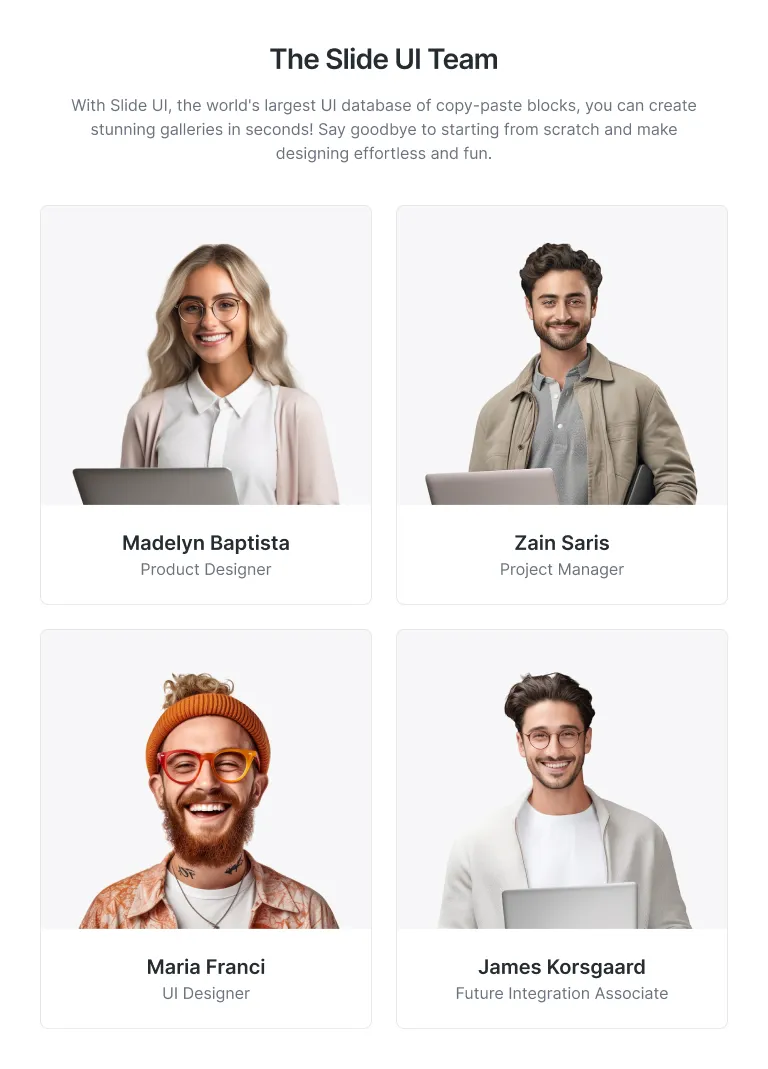 The Slide UI Team
With Slide UI, the world's largest UI database of copy-paste blocks, you can create
stunning galleries in seconds! Say goodbye to starting from scratch and make
designing effortless and fun.
Madelyn Baptista
Product Designer
Zain Saris
Project Manager
Maria Franci
UI Designer
James Korsgaard
Future Integration Associate